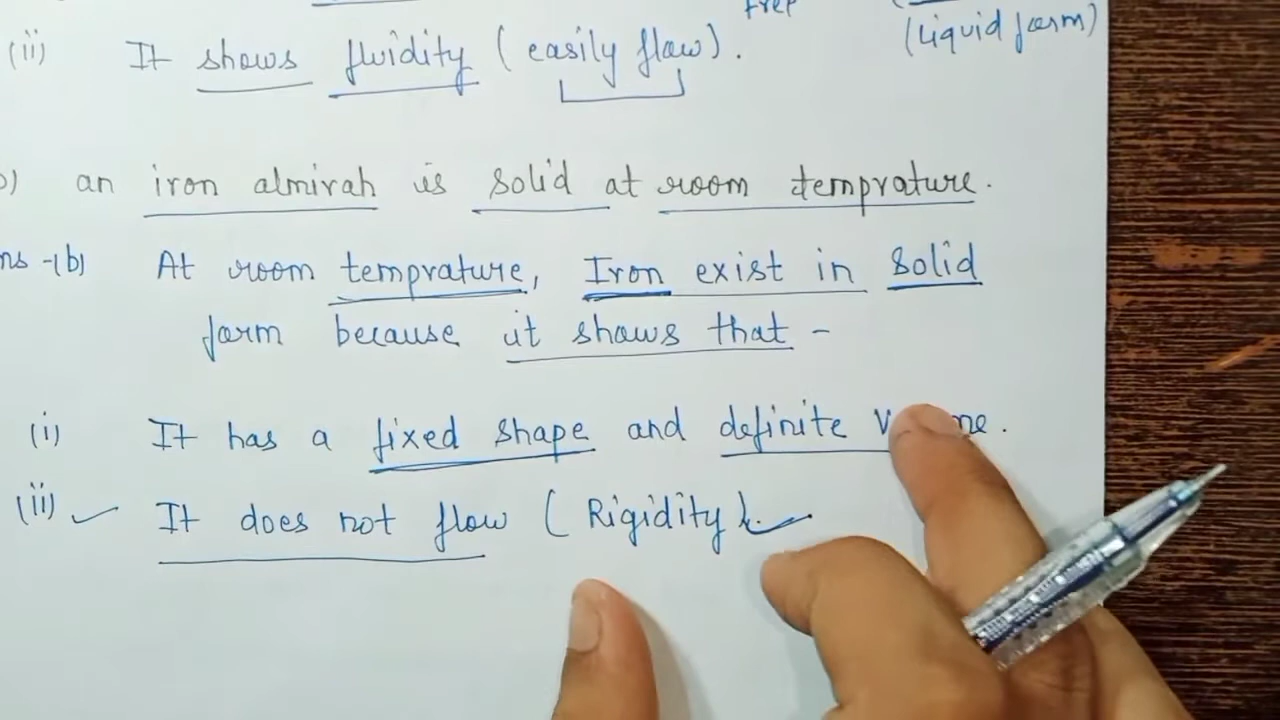 (Liquid form)
(ii) It shows fluidity (easily flow).
b) an iron almirah is solid at room temprature.
ns -(b) At room temprature, Iron exist in solid
form because it shows that -
(i) It has a fixed shape and definite
(ii) It does not flow (Rigidity).